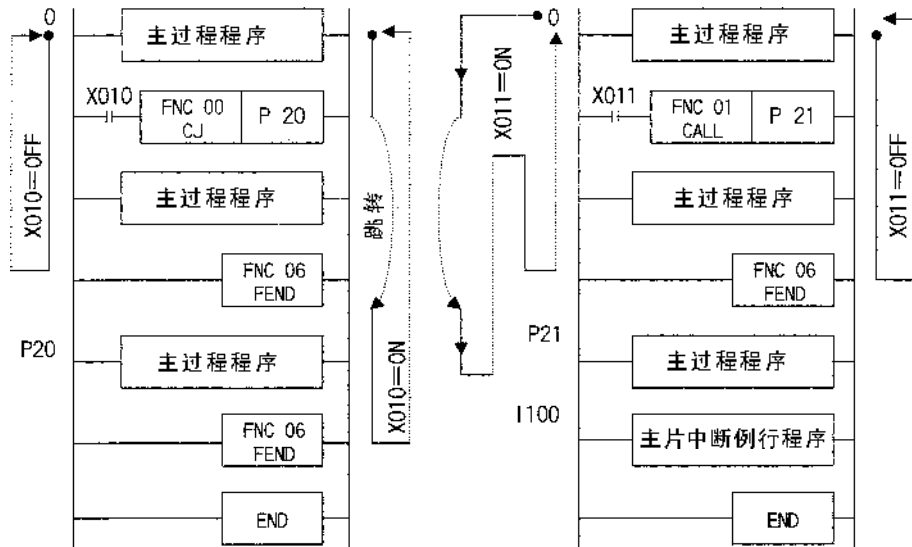 0
主过程程序
X010
FNC 00
CJ
P 20
X010=OFF
主过程程序
跳转
FNC 06
FEND
P20
主过程程序
X010=ON
FNC 06
FEND
END
0
主过程程序
X011=ON
X011
FNC 01
CALL
P 21
X011=OFF
主过程程序
FNC 06
FEND
P21
主过程程序
I100
主片中断例行程序
END